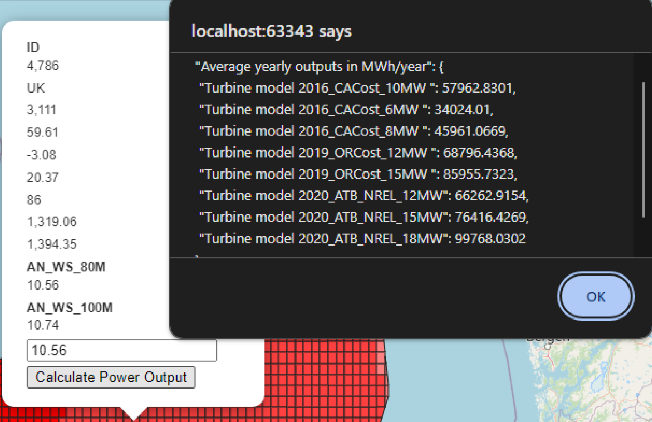 ID
4,786
UK
3,111
59.61
-3.08
20.37
86
1,319.06
1,394.35
AN_WS_80M
10.56
AN_WS_100M
10.74
10.56
Calculate Power Output
localhost:63343 says
"Average yearly outputs in MWh/year": {
"Turbine model 2016_CACost_10MW ": 57962.8301,
"Turbine model 2016_CACost_6MW ": 34024.01,
"Turbine model 2016_CACost_8MW ": 45961.0669,
"Turbine model 2019_ORCost_12MW ": 68796.4368,
"Turbine model 2019_ORCost_15MW ": 85955.7323,
"Turbine model 2020_ATB_NREL_12MW": 66262.9154,
"Turbine model 2020_ATB_NREL_15MW": 76416.4269,
"Turbine model 2020_ATB_NREL_18MW": 99768.0302
OK
Bergen